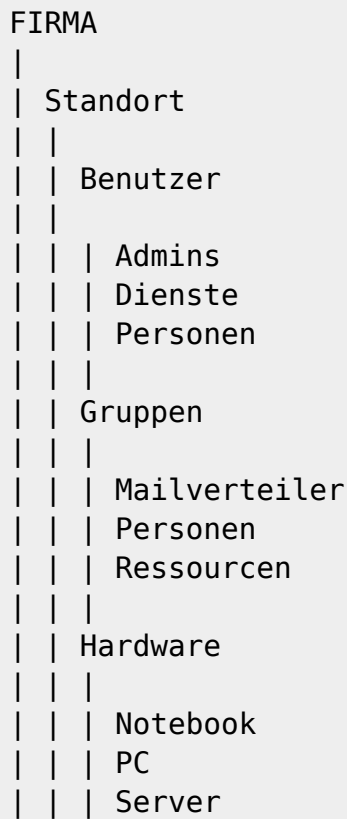 FIRMA
|
| Standort
| |
| | Benutzer
| |
| | | Admins
| | | Dienste
| | | Personen
| | |
| | Gruppen
| | |
| | | Mailverteiler
| | | Personen
| | | Ressourcen
| | |
| | Hardware
| | |
| | | Notebook
| | | PC
| | | Server